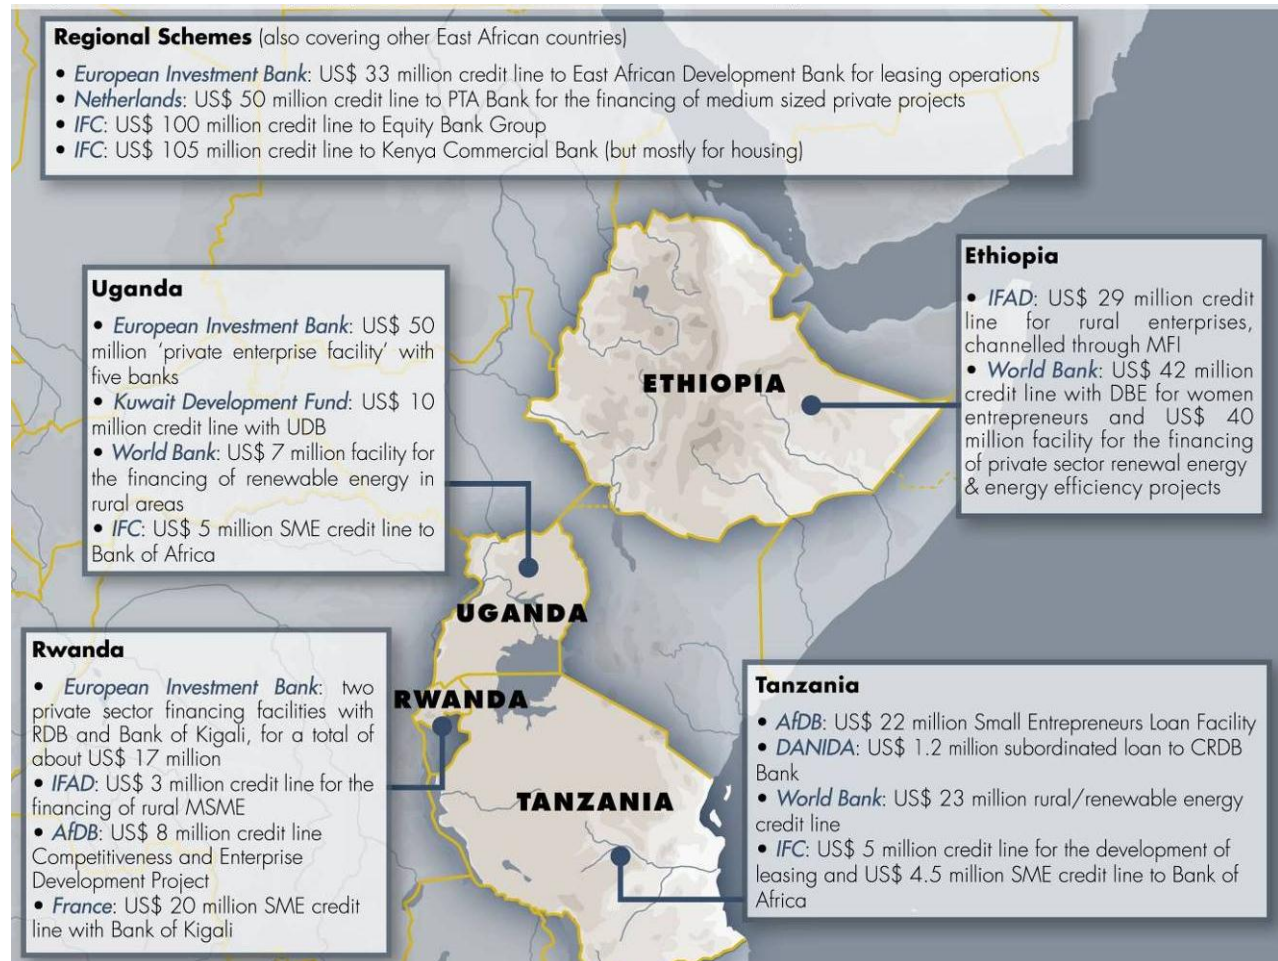 Regional Schemes (also covering other East African countries)
• European Investment Bank: US$ 33 million credit line to East African Development Bank for leasing operations
• Netherlands: US$ 50 million credit line to PTA Bank for the financing of medium sized private projects
• IFC: US$ 100 million credit line to Equity Bank Group
• IFC: US$ 105 million credit line to Kenya Commercial Bank (but mostly for housing)
Uganda
• European Investment Bank: US$ 50
million ‘private enterprise facility’ with
five banks
• Kuwait Development Fund: US$ 10
million credit line with UDB
• World Bank: US$ 7 million facility for
the financing of renewable energy in
rural areas
• IFC: US$ 5 million SME credit line to
Bank of Africa
Ethiopia
• IFAD: US$ 29 million credit
line for rural enterprises,
channelled through MFI
• World Bank: US$ 42 million
credit line with DBE for women
entrepreneurs and US$ 40
million facility for the financing
of private sector renewal energy
& energy efficiency projects
ETHIOPIA
UGANDA
RWANDA
TANZANIA
Rwanda
• European Investment Bank: two
private sector financing facilities with
RDB and Bank of Kigali, for a total of
about US$ 17 million
• IFAD: US$ 3 million credit line for the
financing of rural MSME
• AfDB: US$ 8 million credit line
Competitiveness and Enterprise
Development Project
• France: US$ 20 million SME credit
line with Bank of Kigali
Tanzania
• AfDB: US$ 22 million Small Entrepreneurs Loan Facility
• DANIDA: US$ 1.2 million subordinated loan to CRDB
Bank
• World Bank: US$ 23 million rural/renewable energy
credit line
• IFC: US$ 5 million credit line for the development of
leasing and US$ 4.5 million SME credit line to Bank of
Africa